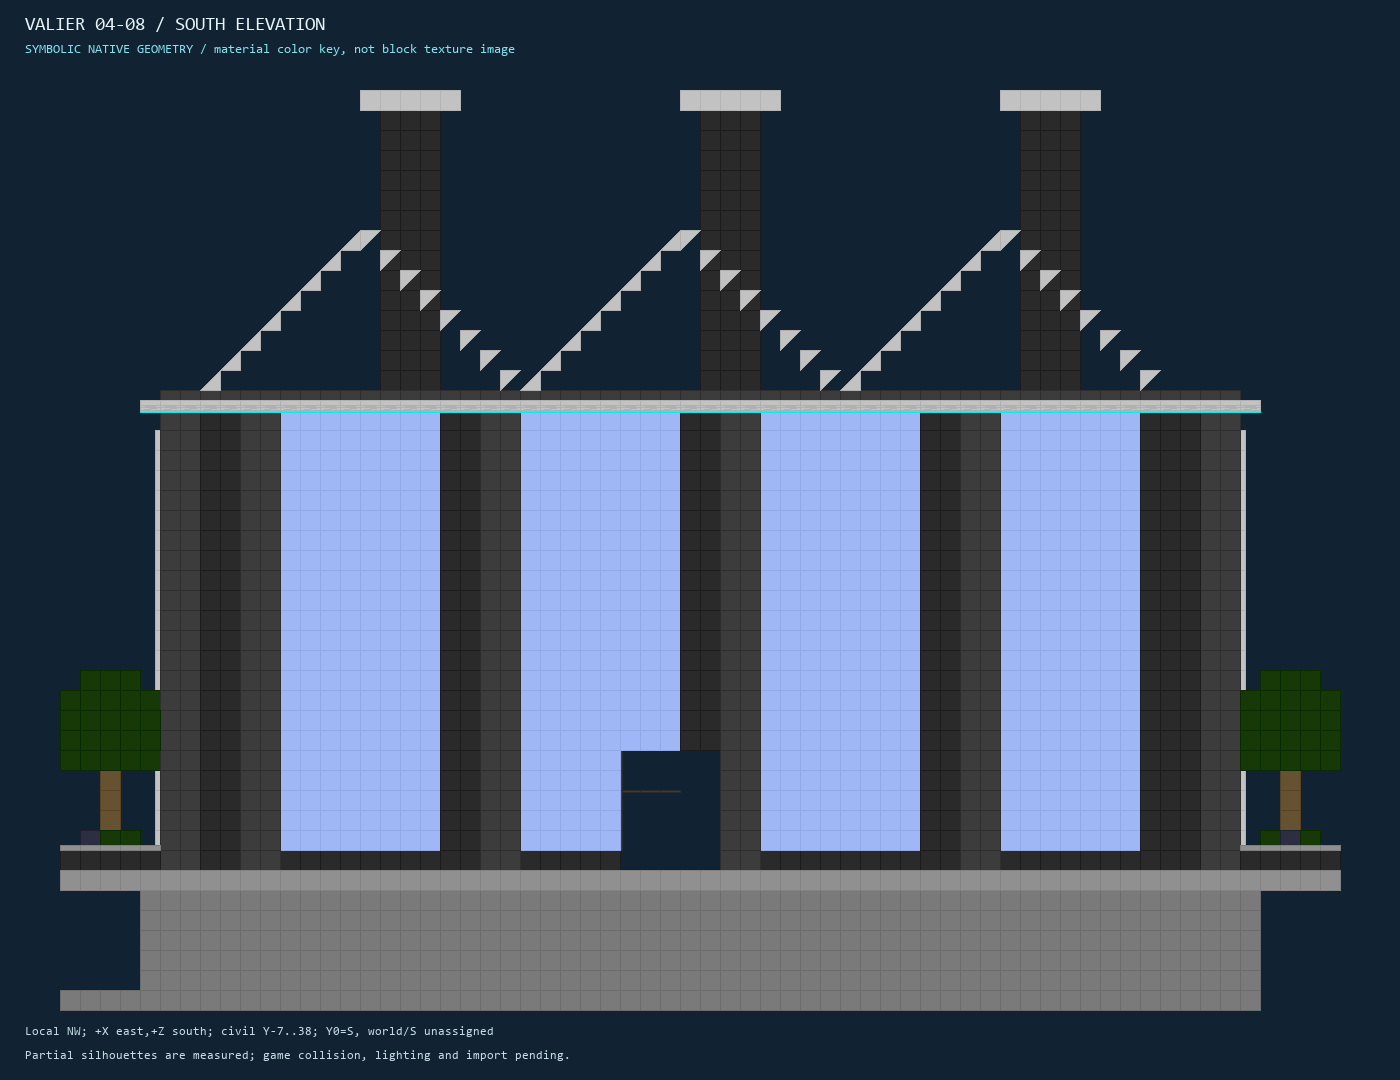 VALIER 04-08 / SOUTH ELEVATION
SYMBOLIC NATIVE GEOMETRY / material color key, not block texture image
Local NW; +X east,+Z south; civil Y-7..38; Y0=S, world/S unassigned
Partial silhouettes are measured; game collision, lighting and import pending.